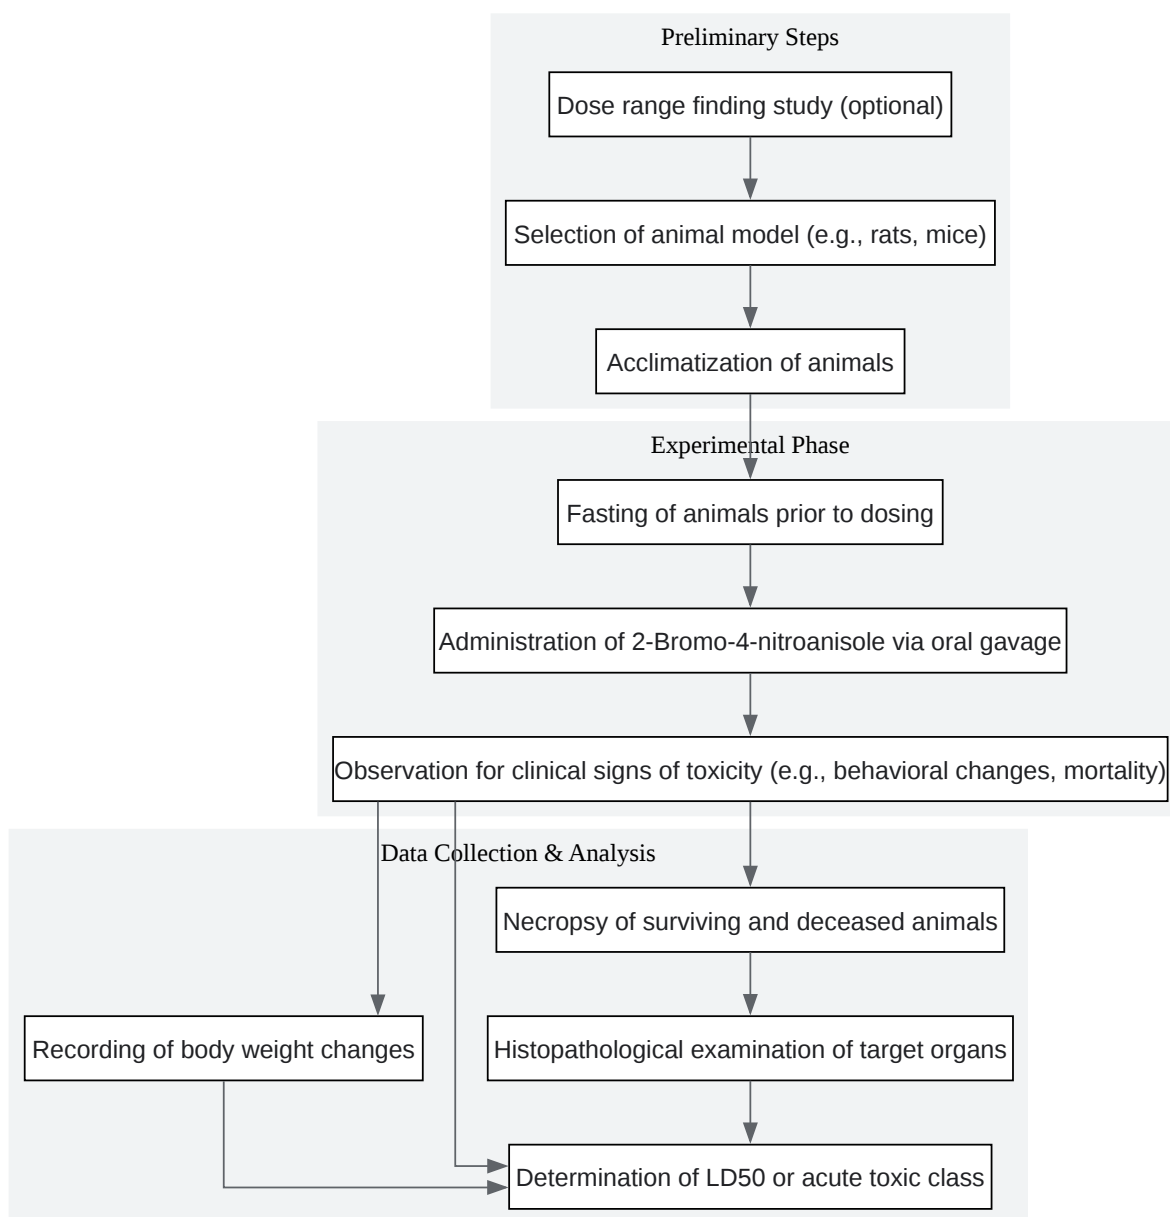 Preliminary Steps
Dose range finding study (optional)
Selection of animal model (e.g., rats, mice)
Acclimatization of animals
Experimental Phase
Fasting of animals prior to dosing
Administration of 2-Bromo-4-nitroanisole via oral gavage
Observation for clinical signs of toxicity (e.g., behavioral changes, mortality)
Data Collection & Analysis
Necropsy of surviving and deceased animals
Recording of body weight changes
Histopathological examination of target organs
Determination of LD50 or acute toxic class